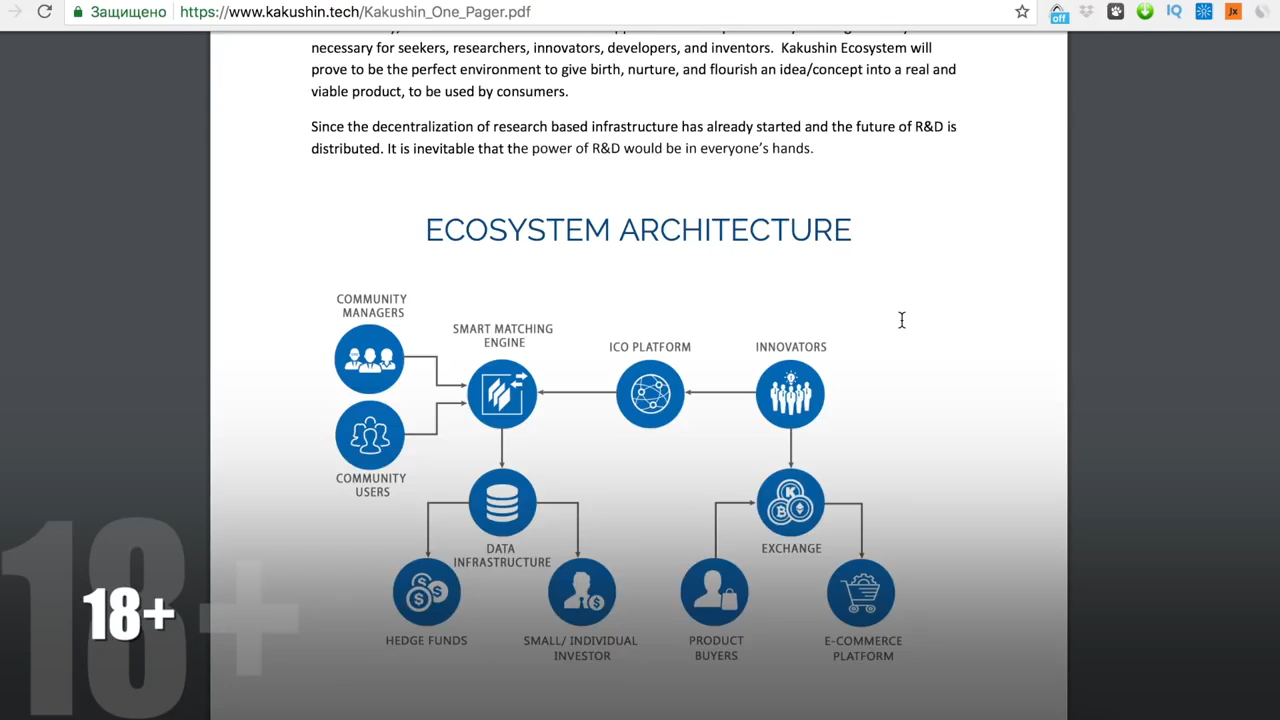 Защищено https://www.kakushin.tech/Kakushin_One_Pager.pdf
off
IQ
Jx
necessary for seekers, researchers, innovators, developers, and inventors. Kakushin Ecosystem will
prove to be the perfect environment to give birth, nurture, and flourish an idea/concept into a real and
viable product, to be used by consumers.
Since the decentralization of research based infrastructure has already started and the future of R&D is
distributed. It is inevitable that the power of R&D would be in everyone’s hands.
ECOSYSTEM ARCHITECTURE
COMMUNITY
MANAGERS
SMART MATCHING
ENGINE
ICO PLATFORM
INNOVATORS
COMMUNITY
USERS
DATA
INFRASTRUCTURE
EXCHANGE
HEDGE FUNDS
SMALL/ INDIVIDUAL
INVESTOR
PRODUCT
BUYERS
E-COMMERCE
PLATFORM
18+
18+